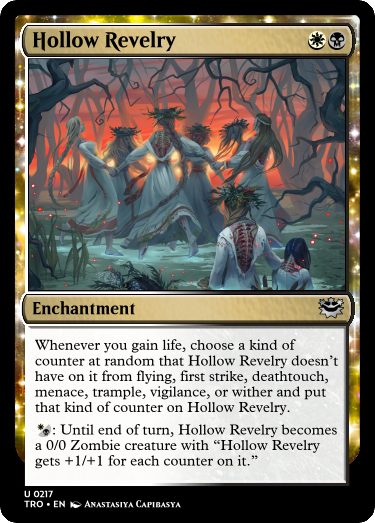 Hollow Revelry
Enchantment
Whenever you gain life, choose a kind of
counter at random that Hollow Revelry doesn't
have on it from flying, first strike, deathtouch,
menace, trample, vigilance, or wither and put
that kind of counter on Hollow Revelry.
: Until end of turn, Hollow Revelry becomes
a 0/0 Zombie creature with “Hollow Revelry
gets +1/+1 for each counter on it.”
U 0217
TRO • EN Anastasiya Capibasya